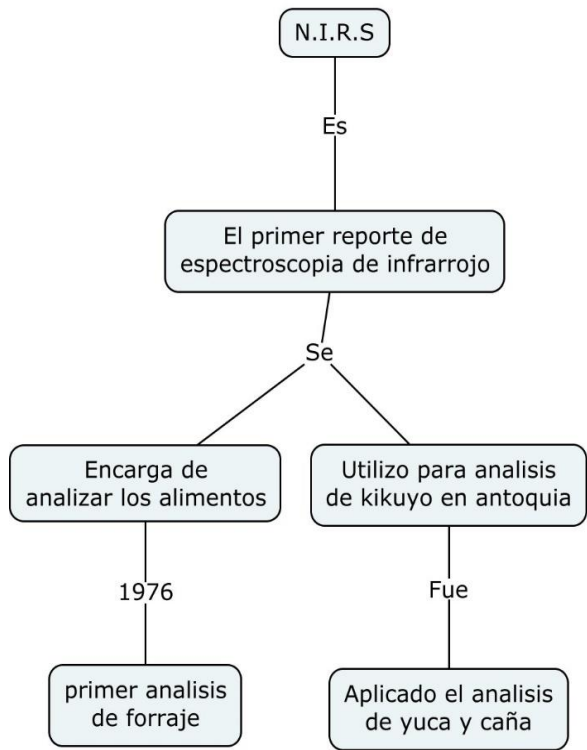 N.I.R.S
Es
El primer reporte de
espectroscopia de infrarrojo
Se
Encarga de
analizar los alimentos
Utilizo para analisis
de kikuyo en antoquia
1976
Fue
primer analisis
de forraje
Aplicado el analisis
de yuca y caña